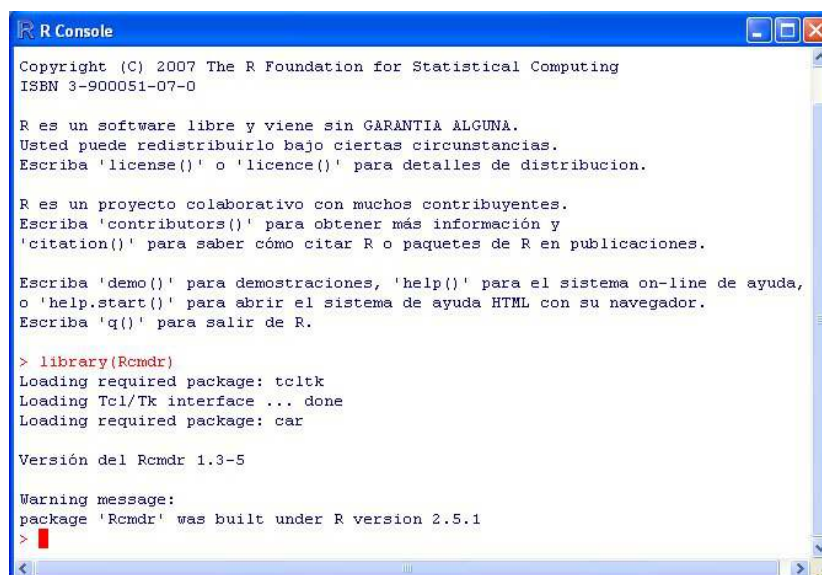 R Console
Copyright (C) 2007 The R Foundation for Statistical Computing
ISBN 3-900051-07-0
R es un software libre y viene sin GARANTIA ALGUNA.
Usted puede redistribuirlo bajo ciertas circunstancias.
Escriba 'license()' o 'licence()' para detalles de distribucion.
R es un proyecto colaborativo con muchos contribuyentes.
Escriba 'contributors()' para obtener más información y
'citation()' para saber cómo citar R o paquetes de R en publicaciones.
Escriba 'demo()' para demostraciones, 'help()' para el sistema on-line de ayuda,
o 'help.start()' para abrir el sistema de ayuda HTML con su navegador.
Escriba 'q()' para salir de R.
> library(Rcmdr)
Loading required package: tcltk
Loading Tcl/Tk interface ... done
Loading required package: car
Versión del Rcmdr 1.3-5
Warning message:
package 'Rcmdr' was built under R version 2.5.1
>